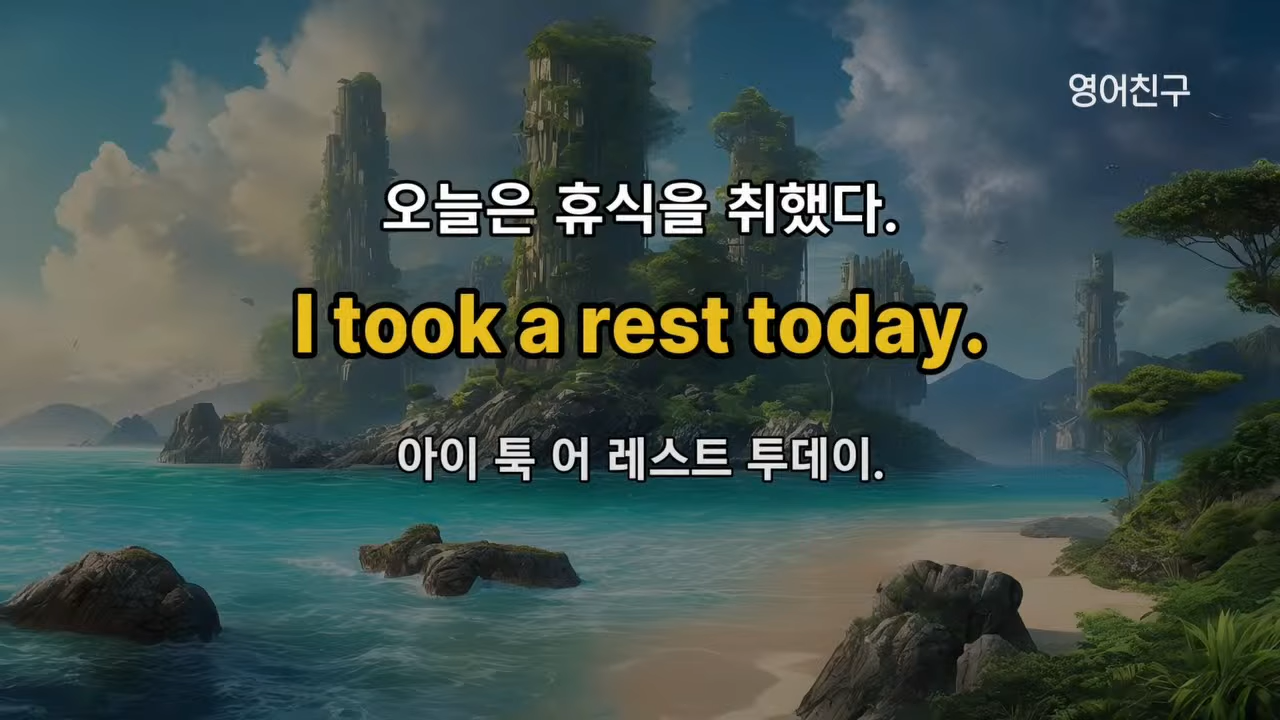 영어친구
오늘은 휴식을 취했다.
I took a rest today.
아이 툭 어 레스트 투데이.